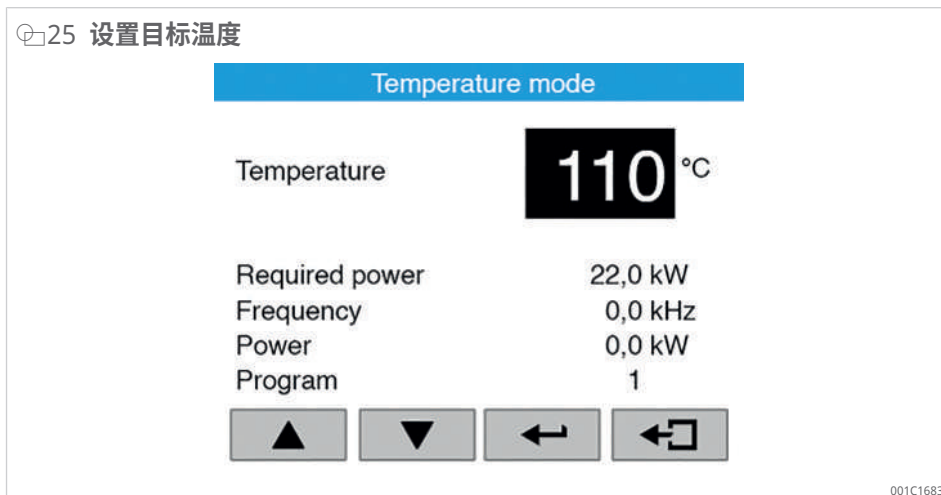 25 设置目标温度
Temperature mode
Temperature 110 °C
Required power 22,0 kW
Frequency 0,0 kHz
Power 0,0 kW
Program 1
001C1683